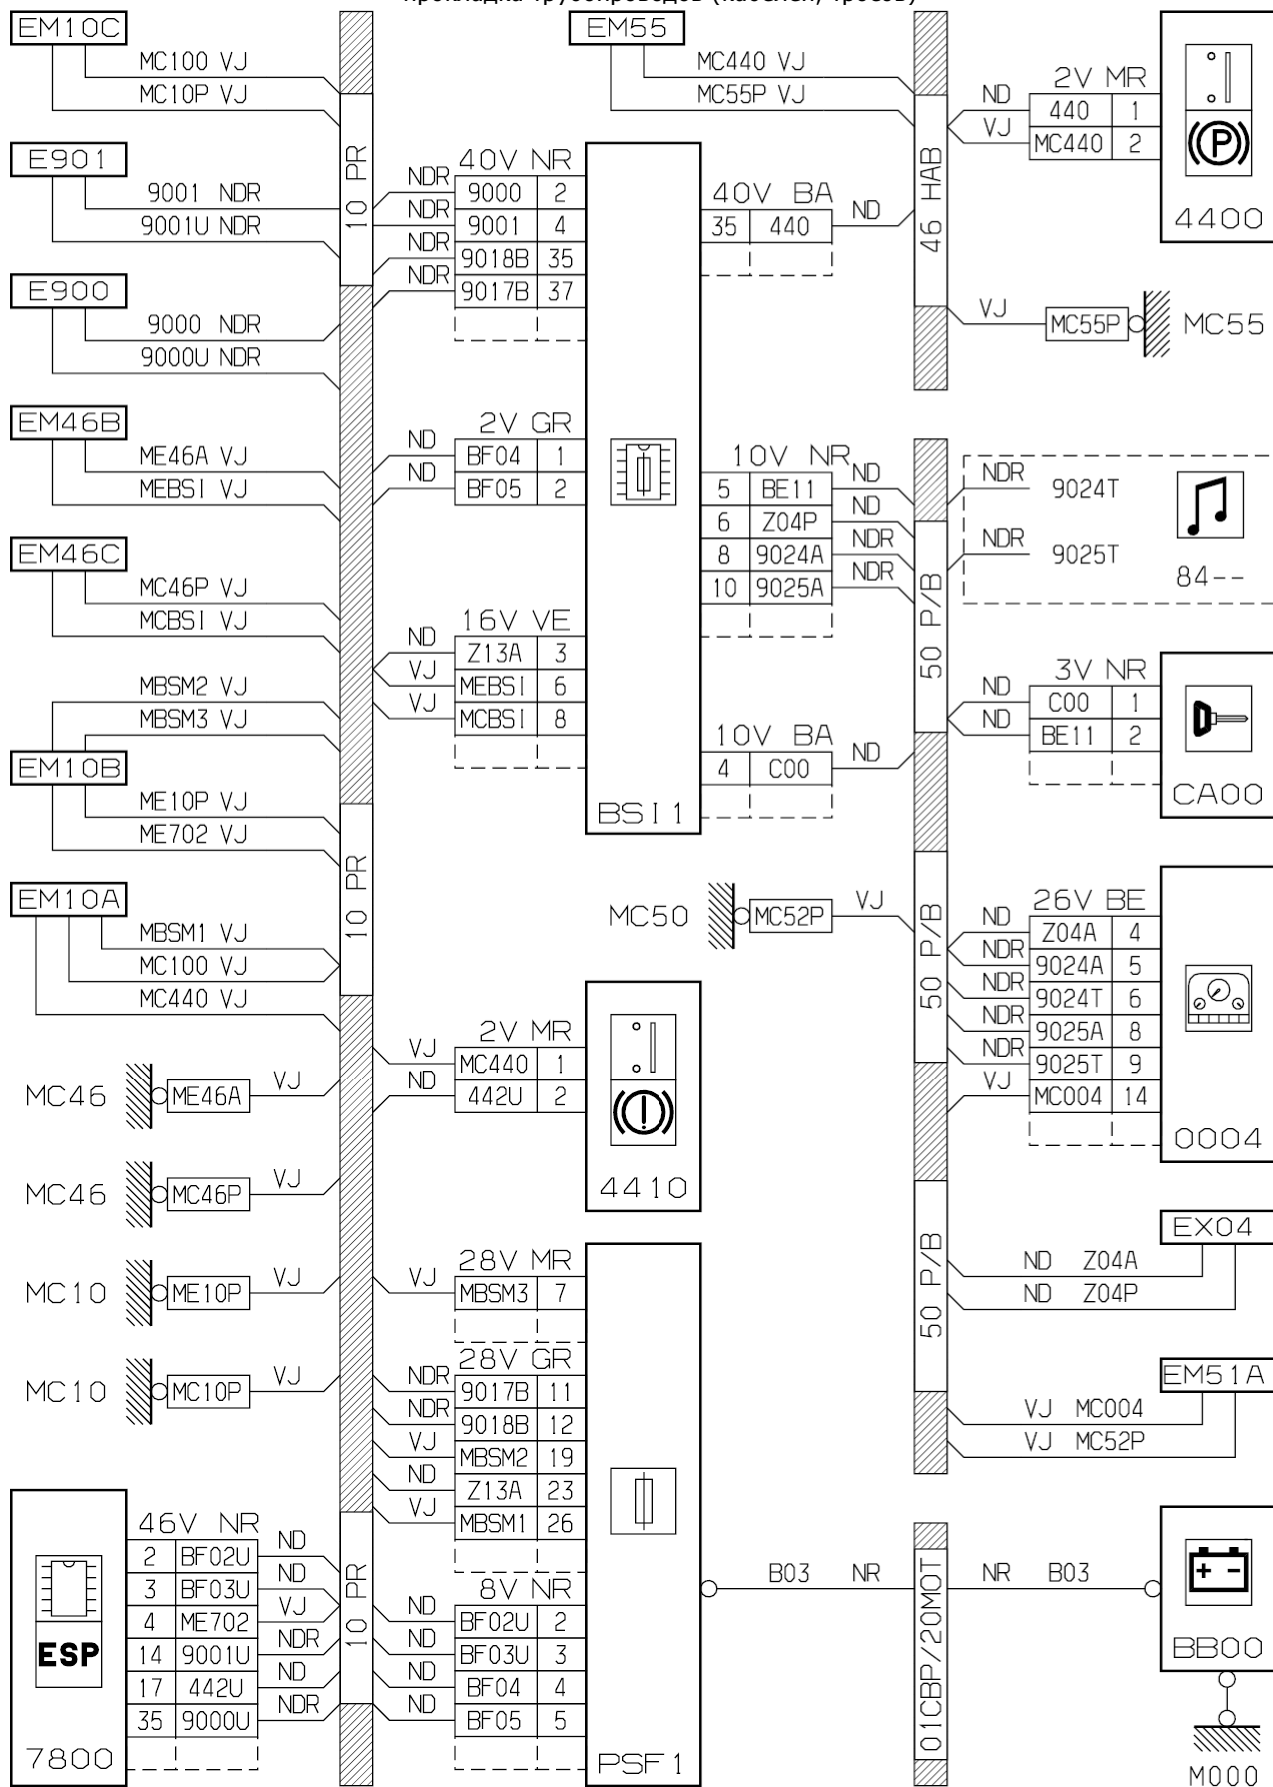 прокладка трубопроводов (кабелей, тросов)
EM10C
MC100 VJ
MC10P VJ
E901
9001 NDR
9001U NDR
E900
9000 NDR
9000U NDR
EM46B
ME46A VJ
MEBSI VJ
EM46C
MC46P VJ
MCBSI VJ
MBSM2 VJ
MBSM3 VJ
EM10B
ME10P VJ
ME702 VJ
EM10A
MBSM1 VJ
MC100 VJ
MC440 VJ
MC46 ME46A VJ
MC46 MC46P VJ
MC10 ME10P VJ
MC10 MC10P VJ
46V NR
2 BF02U ND
3 BF03U ND
4 ME702 VJ
14 9001U NDR
17 442U ND
35 9000U NDR
ESP
7800
10 PR
10 PR
10 PR
40V NR
NDR 9000 2
NDR 9001 4
NDR 9018B 35
NDR 9017B 37
2V GR
ND BF04 1
ND BF05 2
16V VE
ND Z13A 3
VJ MEBSI 6
VJ MCBSI 8
BSI1
2V MR
VJ MC440 1
ND 442U 2
4410
28V MR
VJ MBSM3 7
28V GR
NDR 9017B 11
NDR 9018B 12
VJ MBSM2 19
ND Z13A 23
VJ MBSM1 26
8V NR
ND BF02U 2
ND BF03U 3
ND BF04 4
ND BF05 5
PSF1
EM55
MC440 VJ
MC55P VJ
40V BA
35 440 ND
10V NR
5 BE11 ND
6 Z04P ND
8 9024A NDR
10 9025A NDR
10V BA
4 C00 ND
MC50 MC52P VJ
B03 NR
46 HAB
50 P/B
50 P/B
50 P/B
01CBP/20MOT
2V MR
ND 440 1
VJ MC440 2
P
4400
VJ MC55P MC55
NDR 9024T
NDR 9025T
84--
3V NR
ND C00 1
ND BE11 2
CA00
26V BE
ND Z04A 4
NDR 9024A 5
NDR 9024T 6
NDR 9025A 8
NDR 9025T 9
VJ MC004 14
0004
EX04
ND Z04A
ND Z04P
EM51A
VJ MC004
VJ MC52P
NR B03
+ -
BB00
M000